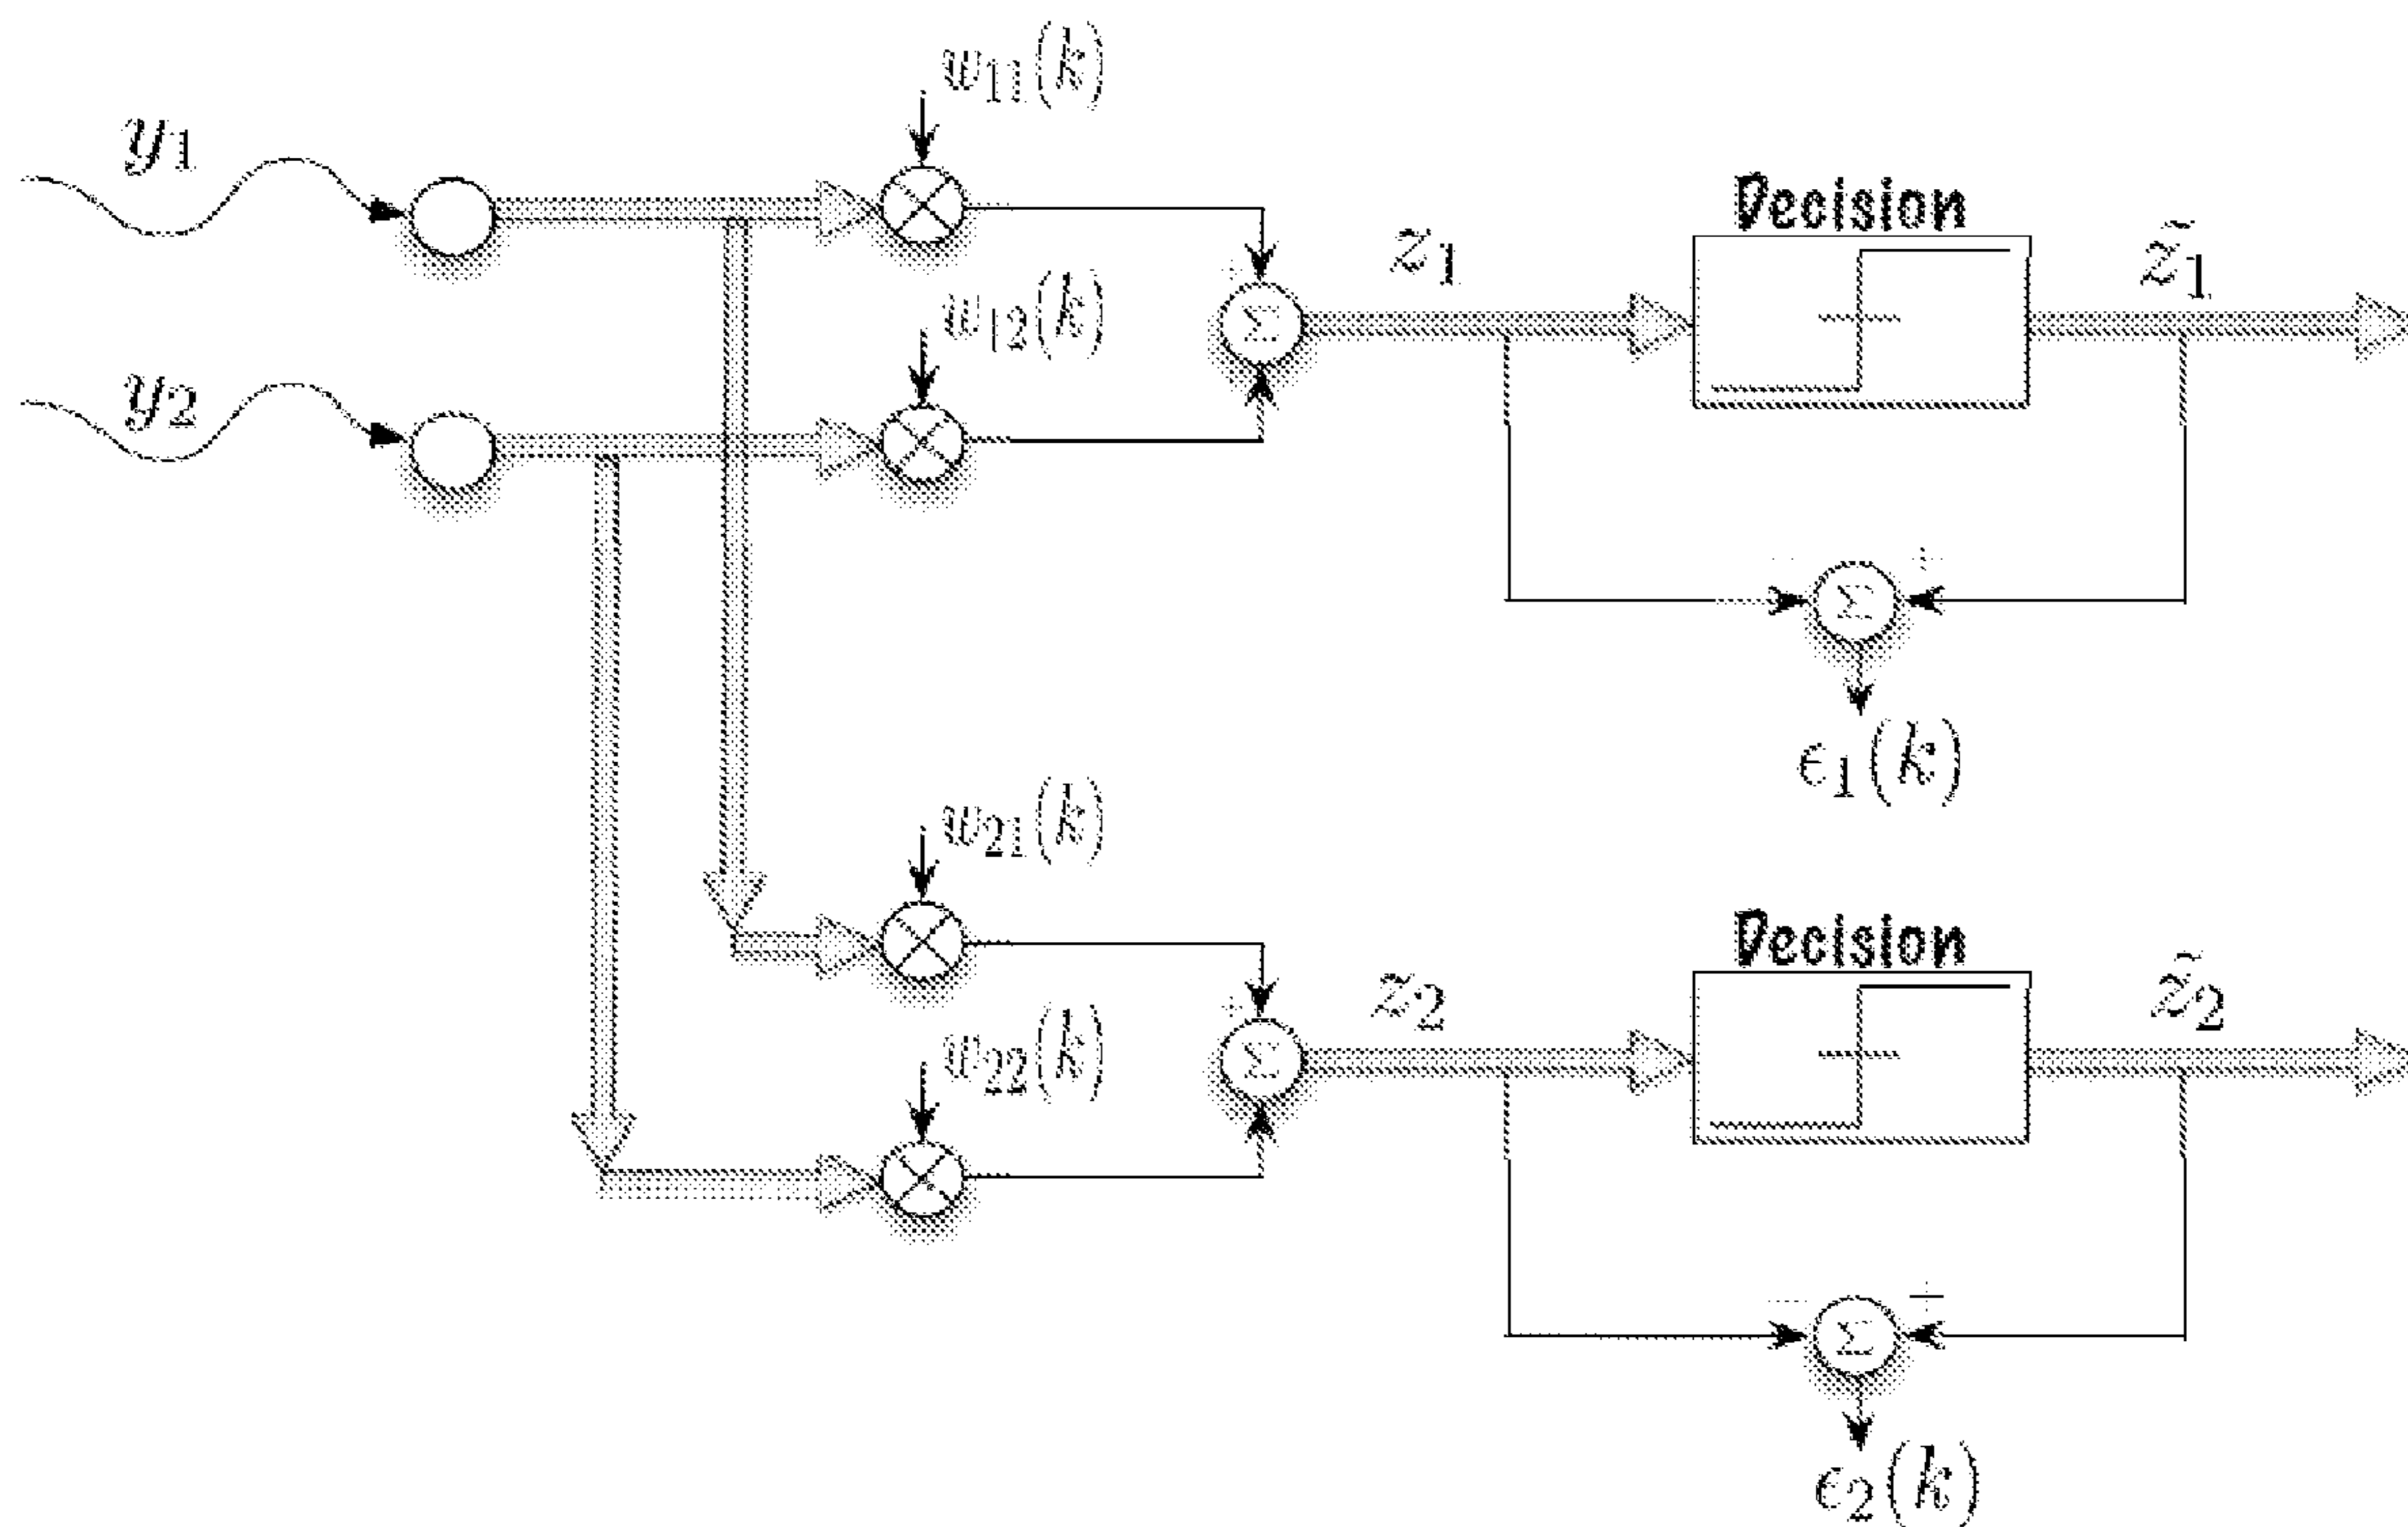 w₁₁(k)
y₁
Decision
z₁
z̃₁
+
Σ
w₁₂(k)
y₂
−
+
Σ
ϵ₁(k)
w₂₁(k)
Decision
z₂
z̃₂
+
Σ
w₂₂(k)
−
+
Σ
ϵ₂(k)